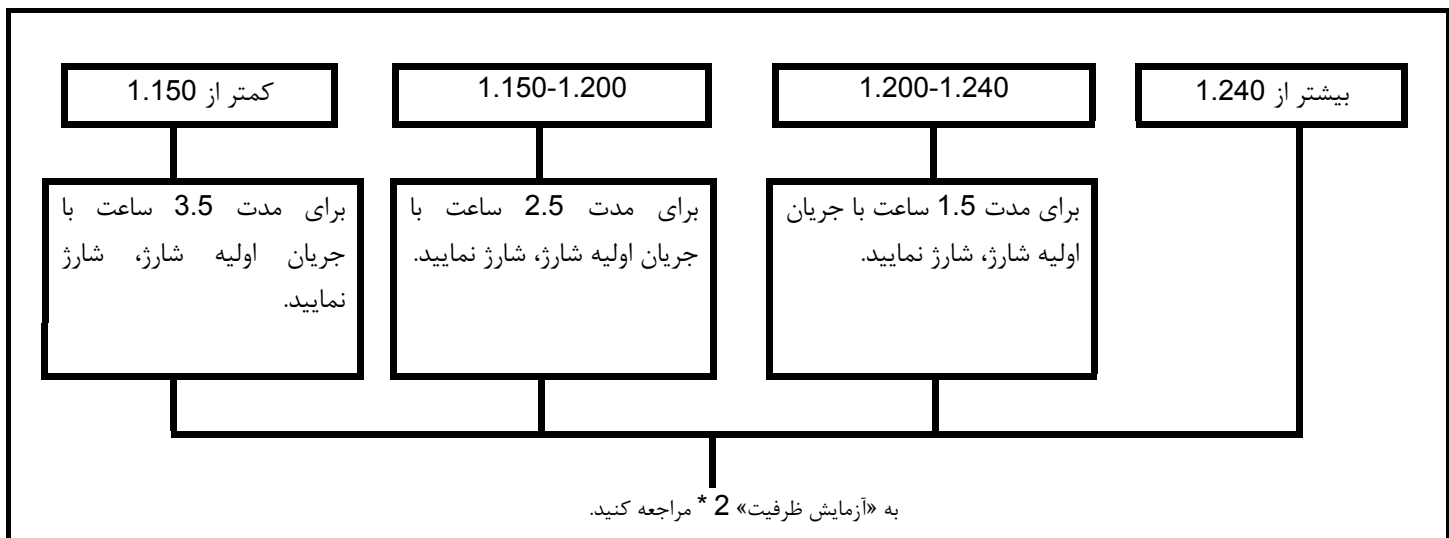 کمتر از 1.150
1.150-1.200
1.200-1.240
بیشتر از 1.240
برای مدت 3.5 ساعت با
جریان اولیه شارژ، شارژ
نمایید.
برای مدت 2.5 ساعت با
جریان اولیه شارژ، شارژ نمایید.
برای مدت 1.5 ساعت با جریان
اولیه شارژ، شارژ نمایید.
به «آزمایش ظرفیت» 2 * مراجعه کنید.